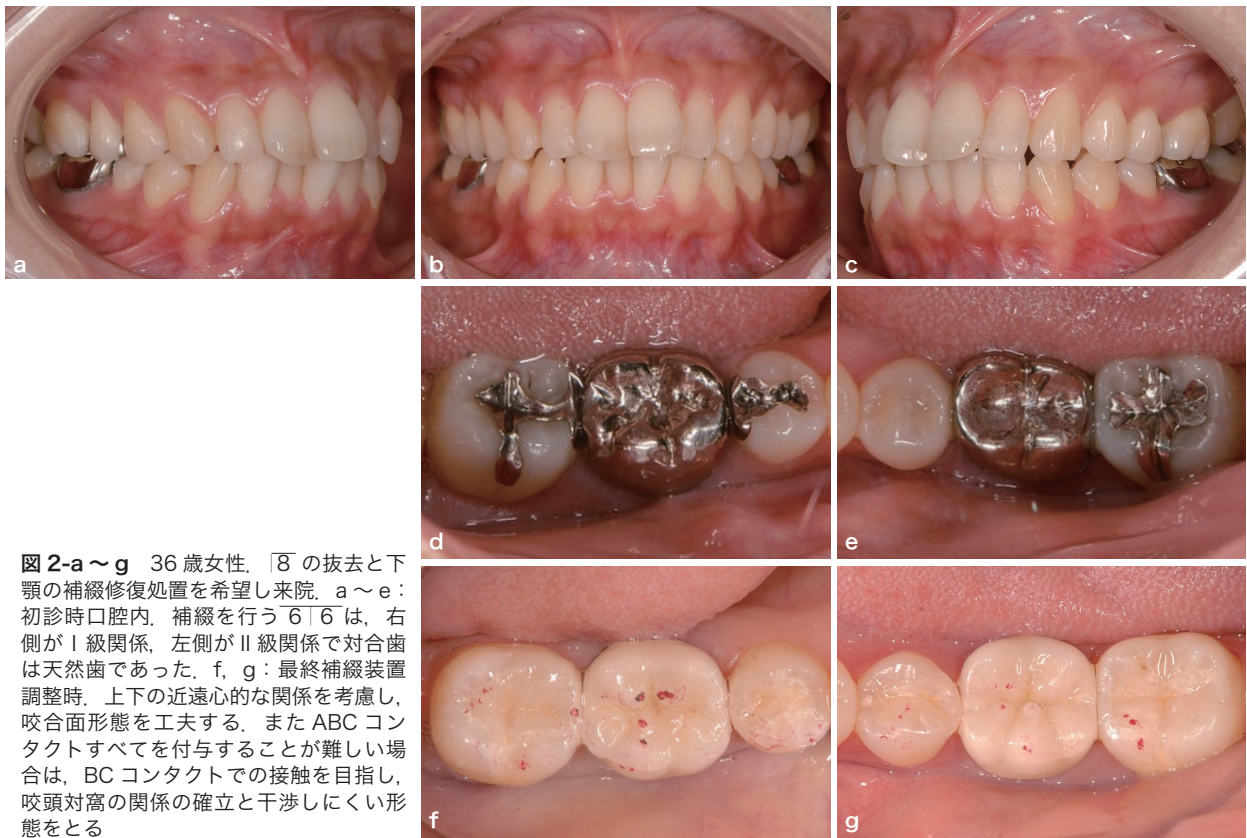 a
b
c
d
e
図 2-a ～ g　36 歳女性．⎾8 の抜去と下
顎の補綴修復処置を希望し来院．a ～ e：
初診時口腔内．補綴を行う 6⏉6 は，右
側が I 級関係，左側が II 級関係で対合歯
は天然歯であった．f，g：最終補綴装置
調整時．上下の近遠心的な関係を考慮し，
咬合面形態を工夫する．また ABC コン
タクトすべてを付与することが難しい場
合は，BC コンタクトでの接触を目指し，
咬頭対窩の関係の確立と干渉しにくい形
態をとる
f
g